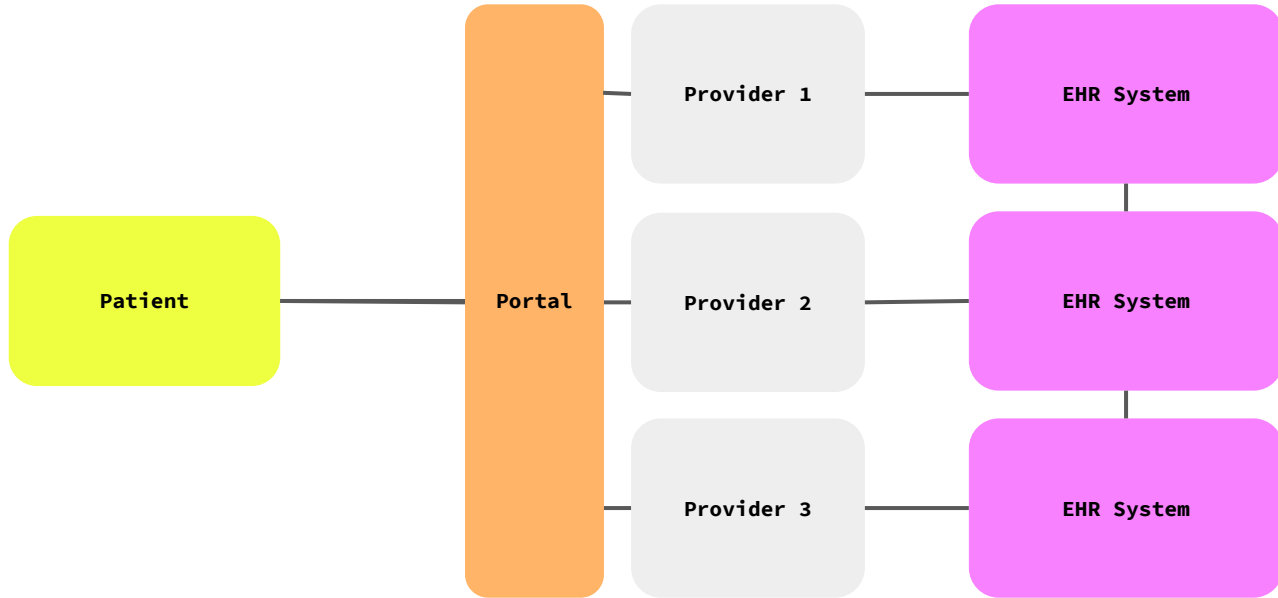 Provider 1
EHR System
Patient
Portal
Provider 2
EHR System
Provider 3
EHR System